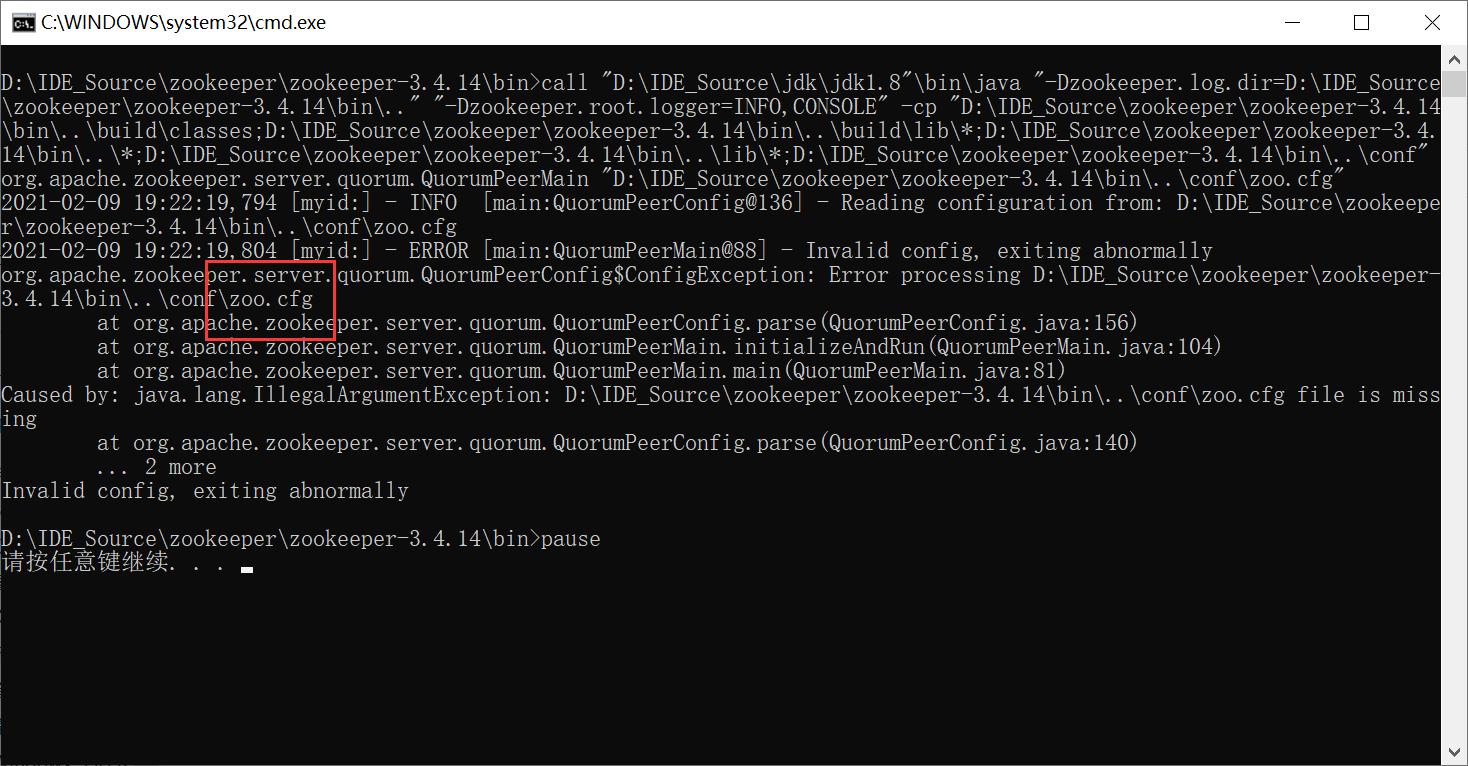 C:\WINDOWS\system32\cmd.exe
D:\IDE_Source\zookeeper\zookeeper-3.4.14\bin>call "D:\IDE_Source\jdk\jdk1.8"\bin\java "-Dzookeeper.log.dir=D:\IDE_Source
\zookeeper\zookeeper-3.4.14\bin\.." "-Dzookeeper.root.logger=INFO,CONSOLE" -cp "D:\IDE_Source\zookeeper\zookeeper-3.4.14
\bin\..\build\classes;D:\IDE_Source\zookeeper\zookeeper-3.4.14\bin\..\build\lib\*;D:\IDE_Source\zookeeper\zookeeper-3.4.
14\bin\..\*;D:\IDE_Source\zookeeper\zookeeper-3.4.14\bin\..\lib\*;D:\IDE_Source\zookeeper\zookeeper-3.4.14\bin\..\conf"
org.apache.zookeeper.server.quorum.QuorumPeerMain "D:\IDE_Source\zookeeper\zookeeper-3.4.14\bin\..\conf\zoo.cfg"
2021-02-09 19:22:19,794 [myid:] - INFO  [main:QuorumPeerConfig@136] - Reading configuration from: D:\IDE_Source\zookeepe
r\zookeeper-3.4.14\bin\..\conf\zoo.cfg
2021-02-09 19:22:19,804 [myid:] - ERROR [main:QuorumPeerMain@88] - Invalid config, exiting abnormally
org.apache.zookeeper.server.quorum.QuorumPeerConfig$ConfigException: Error processing D:\IDE_Source\zookeeper\zookeeper-
3.4.14\bin\..\conf\zoo.cfg
        at org.apache.zookeeper.server.quorum.QuorumPeerConfig.parse(QuorumPeerConfig.java:156)
        at org.apache.zookeeper.server.quorum.QuorumPeerMain.initializeAndRun(QuorumPeerMain.java:104)
        at org.apache.zookeeper.server.quorum.QuorumPeerMain.main(QuorumPeerMain.java:81)
Caused by: java.lang.IllegalArgumentException: D:\IDE_Source\zookeeper\zookeeper-3.4.14\bin\..\conf\zoo.cfg file is miss
ing
        at org.apache.zookeeper.server.quorum.QuorumPeerConfig.parse(QuorumPeerConfig.java:140)
        ... 2 more
Invalid config, exiting abnormally
D:\IDE_Source\zookeeper\zookeeper-3.4.14\bin>pause
请按任意键继续. . .